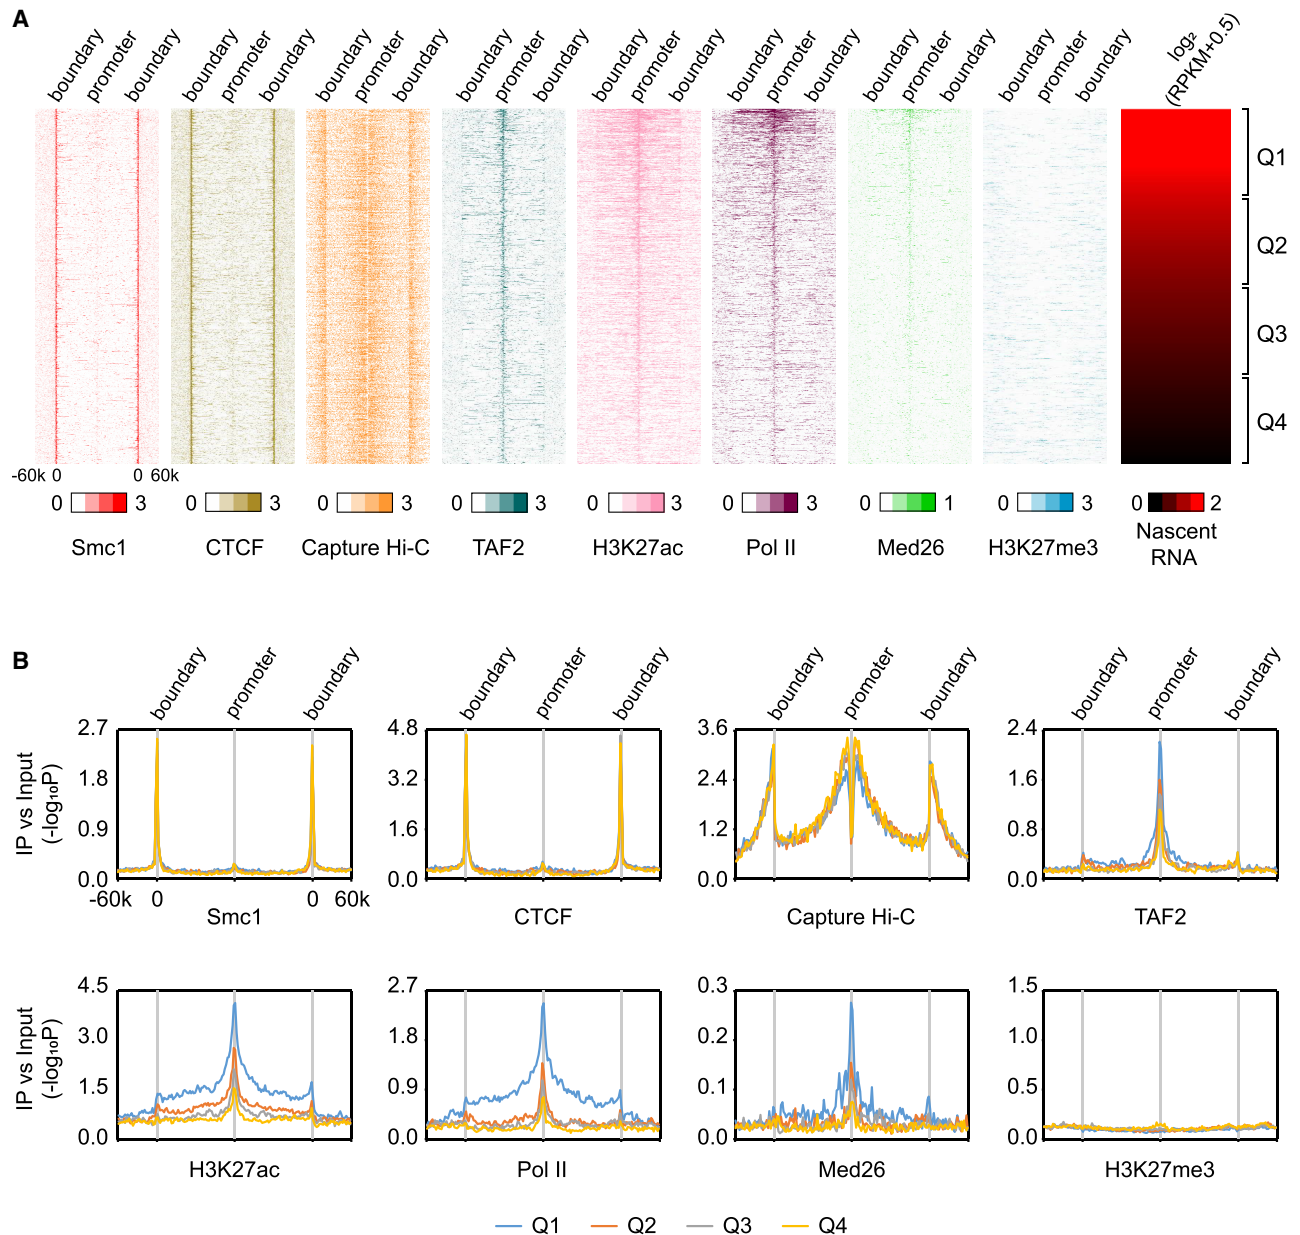 A
boundary promoter boundary boundary promoter boundary boundary promoter boundary boundary promoter boundary boundary promoter boundary boundary promoter boundary boundary promoter boundary boundary promoter boundary log₂ (RPKM+0.5)
Q1
Q2
Q3
Q4
-60k 0 0 60k
0 3 0 3 0 3 0 3 0 3 0 3 0 1 0 3 0 2
Smc1 CTCF Capture Hi-C TAF2 H3K27ac Pol II Med26 H3K27me3 Nascent
RNA
B
boundary promoter boundary boundary promoter boundary boundary promoter boundary boundary promoter boundary
IP vs Input
(-log₁₀P)
2.7 4.8 3.6 2.4
1.8 3.2 2.4 1.6
0.9 1.6 1.2 0.8
0.0 0.0 0.0 0.0
-60k 0 0 60k
Smc1 CTCF Capture Hi-C TAF2
IP vs Input
(-log₁₀P)
4.5 2.7 0.3 1.5
3.0 1.8 0.2 1.0
1.5 0.9 0.1 0.5
0.0 0.0 0.0 0.0
H3K27ac Pol II Med26 H3K27me3
Q1 Q2 Q3 Q4